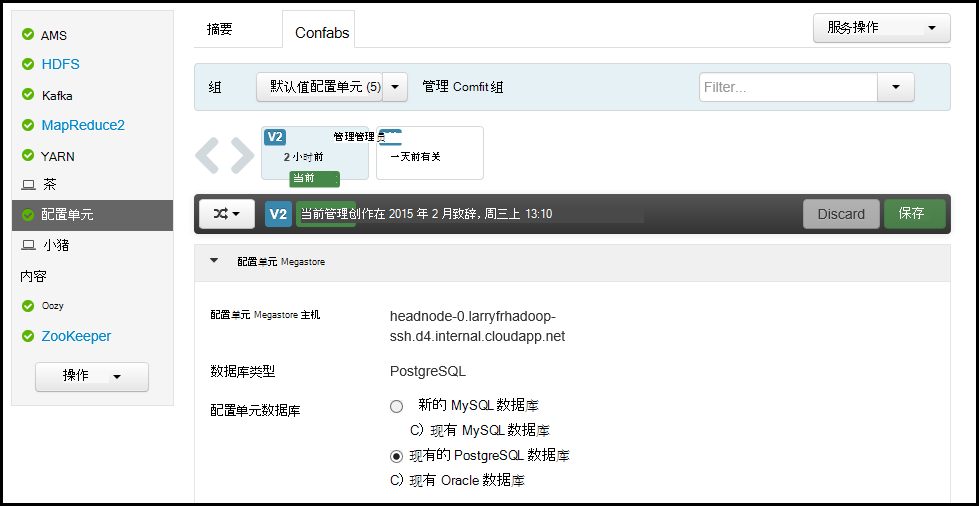 AMS
HDFS
Kafka
MapReduce2
YARN
茶
配置单元
小猪
内容
Oozy
ZooKeeper
操作
摘要
Confabs
服务操作
组
默认值配置单元 (5)
管理 Comfit 组
Filter...
V2
管理管理员
2 小时前
一天前有关
当前
V2
当前管理创作在 2015 年 2 月致辞, 周三上 13:10
Discard
保存
配置单元 Megastore
配置单元 Megastore 主机
headnode-0.larryfrhadoop-
ssh.d4.internal.cloudapp.net
数据库类型
PostgreSQL
配置单元数据库
新的 MySQL 数据库
C) 现有 MySQL 数据库
现有的 PostgreSQL 数据库
C) 现有 Oracle 数据库